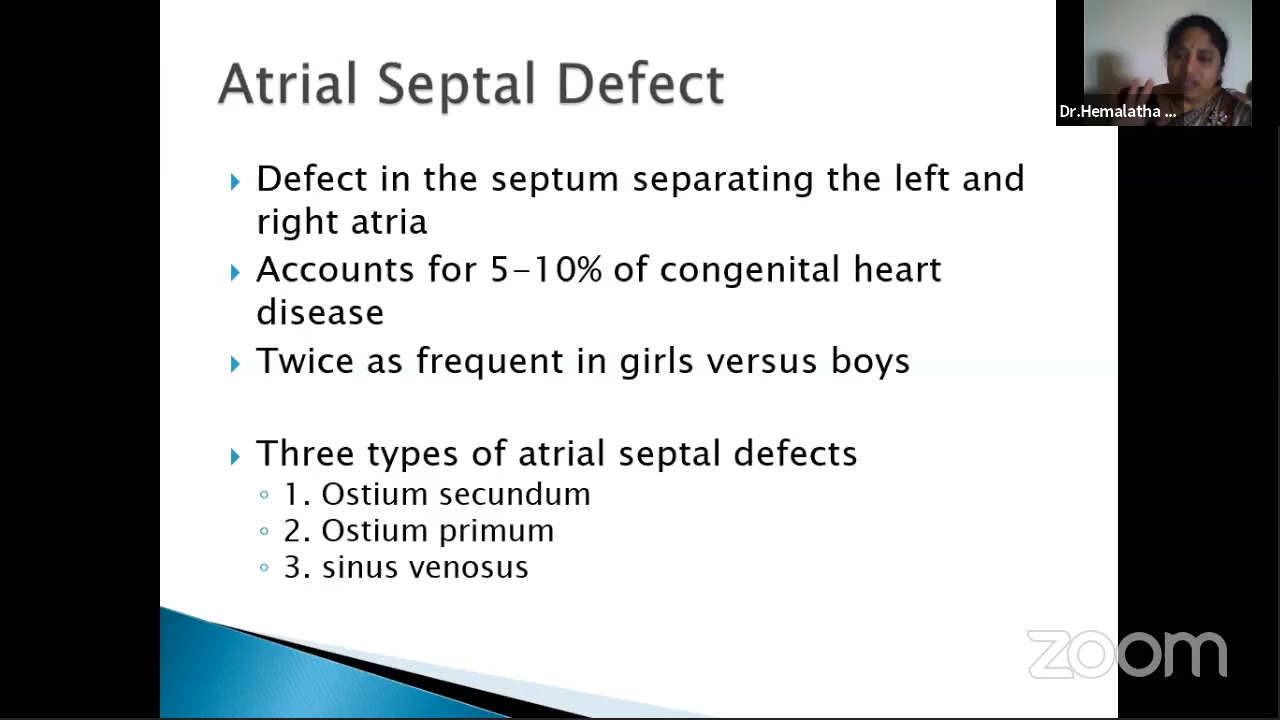 Atrial Septal Defect
Dr.Hemalatha ...
Defect in the septum separating the left and
right atria
Accounts for 5-10% of congenital heart
disease
Twice as frequent in girls versus boys
Three types of atrial septal defects
1. Ostium secundum
2. Ostium primum
3. sinus venosus
zoom